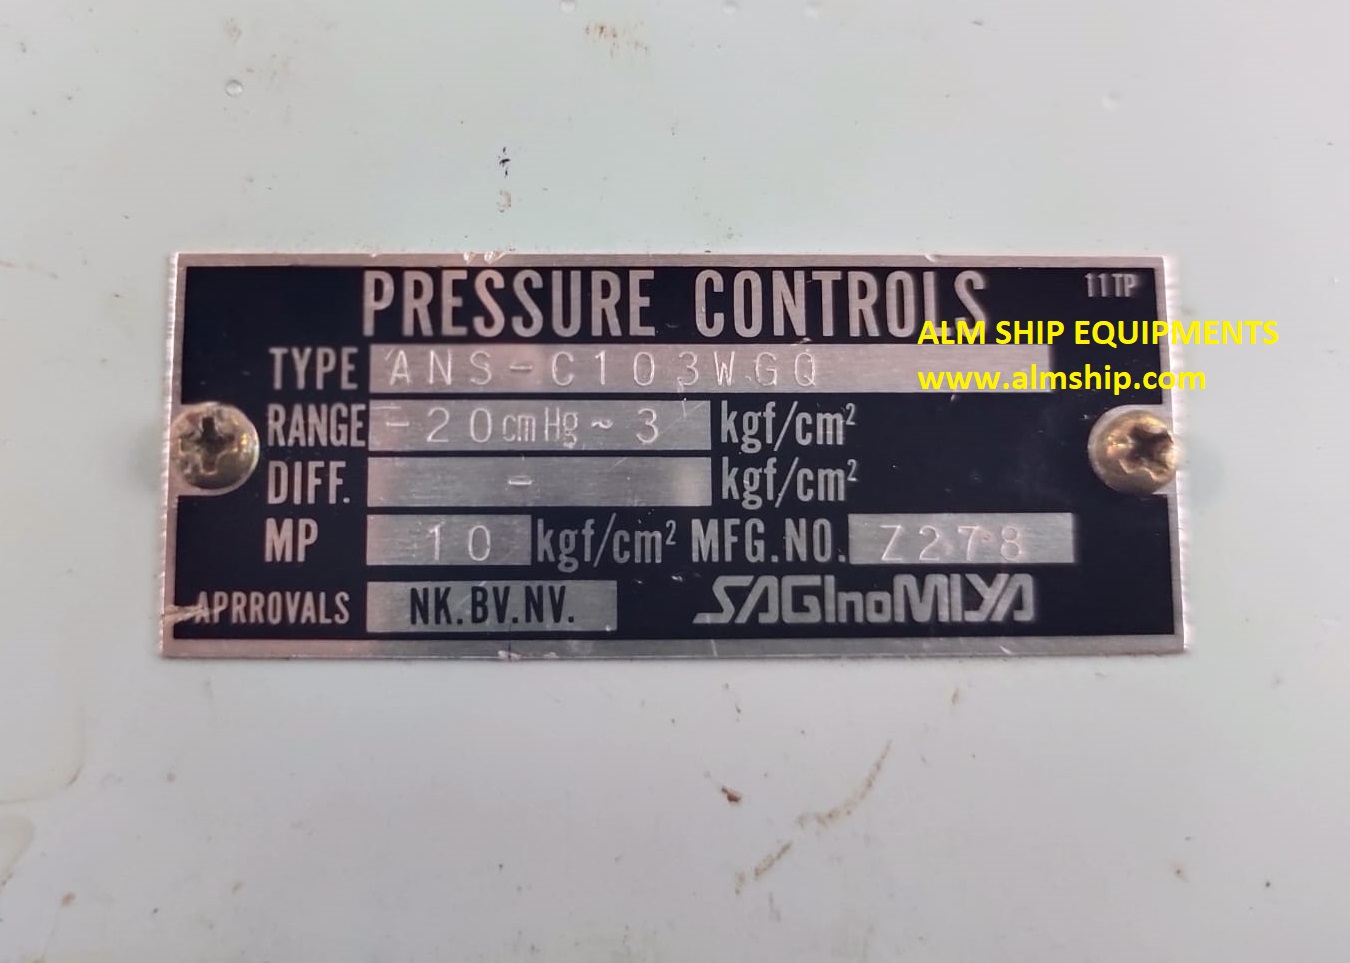 PRESSURE CONTROLS 11TP
ALM SHIP EQUIPMENTS
TYPE ANS-C103WGQ
www.almship.com
RANGE -20cmHg~3 kgf/cm²
DIFF. - kgf/cm²
MP 10 kgf/cm² MFG.NO. Z278
APRROVALS NK.BV.NV. SAGInoMIYA